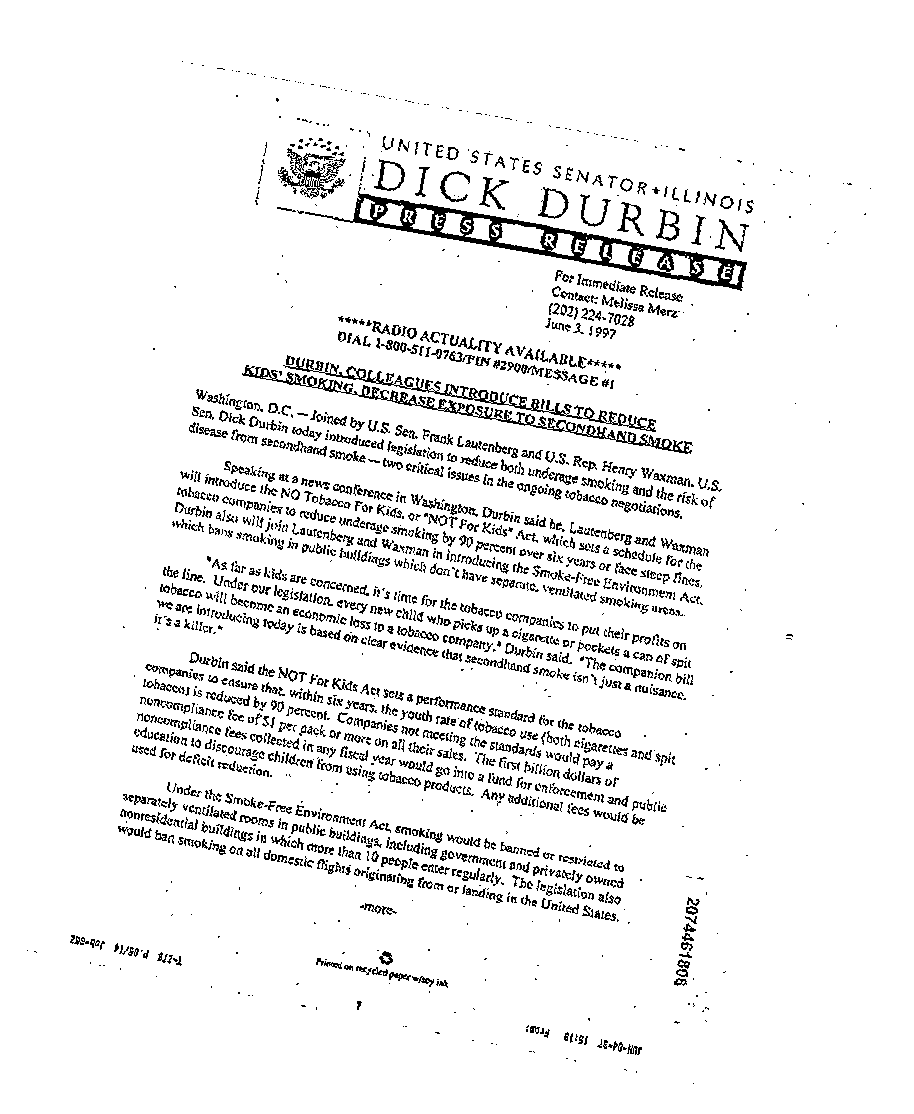 UNITED STATES SENATOR★ILLINOIS
DICK DURBIN
PRESS RELEASE
For Immediate Release
Contact: Melissa Merz
(202) 224-7028
June 3, 1997
*****RADIO ACTUALITY AVAILABLE*****
DIAL 1-800-511-0763/PIN #2900/MESSAGE #1
DURBIN, COLLEAGUES INTRODUCE BILLS TO REDUCE
KIDS' SMOKING, DECREASE EXPOSURE TO SECONDHAND SMOKE
Washington, D.C. — Joined by U.S. Sen. Frank Lautenberg and U.S. Rep. Henry Waxman, U.S.
Sen. Dick Durbin today introduced legislation to reduce both underage smoking and the risk of
disease from secondhand smoke — two critical issues in the ongoing tobacco negotiations.
Speaking at a news conference in Washington, Durbin said he, Lautenberg and Waxman
will introduce the NO Tobacco For Kids, or "NOT For Kids" Act, which sets a schedule for the
tobacco companies to reduce underage smoking by 90 percent over six years or face steep fines.
Durbin also will join Lautenberg and Waxman in introducing the Smoke-Free Environment Act,
which bans smoking in public buildings which don't have separate, ventilated smoking areas.
"As far as kids are concerned, it's time for the tobacco companies to put their profits on
the line. Under our legislation, every new child who picks up a cigarette or pockets a can of spit
tobacco will become an economic loss to a tobacco company," Durbin said. "The companion bill
we are introducing today is based on clear evidence that secondhand smoke isn't just a nuisance,
it's a killer."
Durbin said the NOT For Kids Act sets a performance standard for the tobacco
companies to ensure that, within six years, the youth rate of tobacco use (both cigarettes and spit
tobacco) is reduced by 90 percent. Companies not meeting the standards would pay a
noncompliance fee of $1 per pack or more on all their sales. The first billion dollars of
noncompliance fees collected in any fiscal year would go into a fund for enforcement and public
education to discourage children from using tobacco products. Any additional fees would be
used for deficit reduction.
Under the Smoke-Free Environment Act, smoking would be banned or restricted to
separately ventilated rooms in public buildings, including government and privately owned
nonresidential buildings in which more than 10 people enter regularly. The legislation also
would ban smoking on all domestic flights originating from or landing in the United States.
-more-
2074461808
T-278 P.05/14 Job-682
Printed on recycled paper w/soy ink
JUN-04-97 15:18 From: